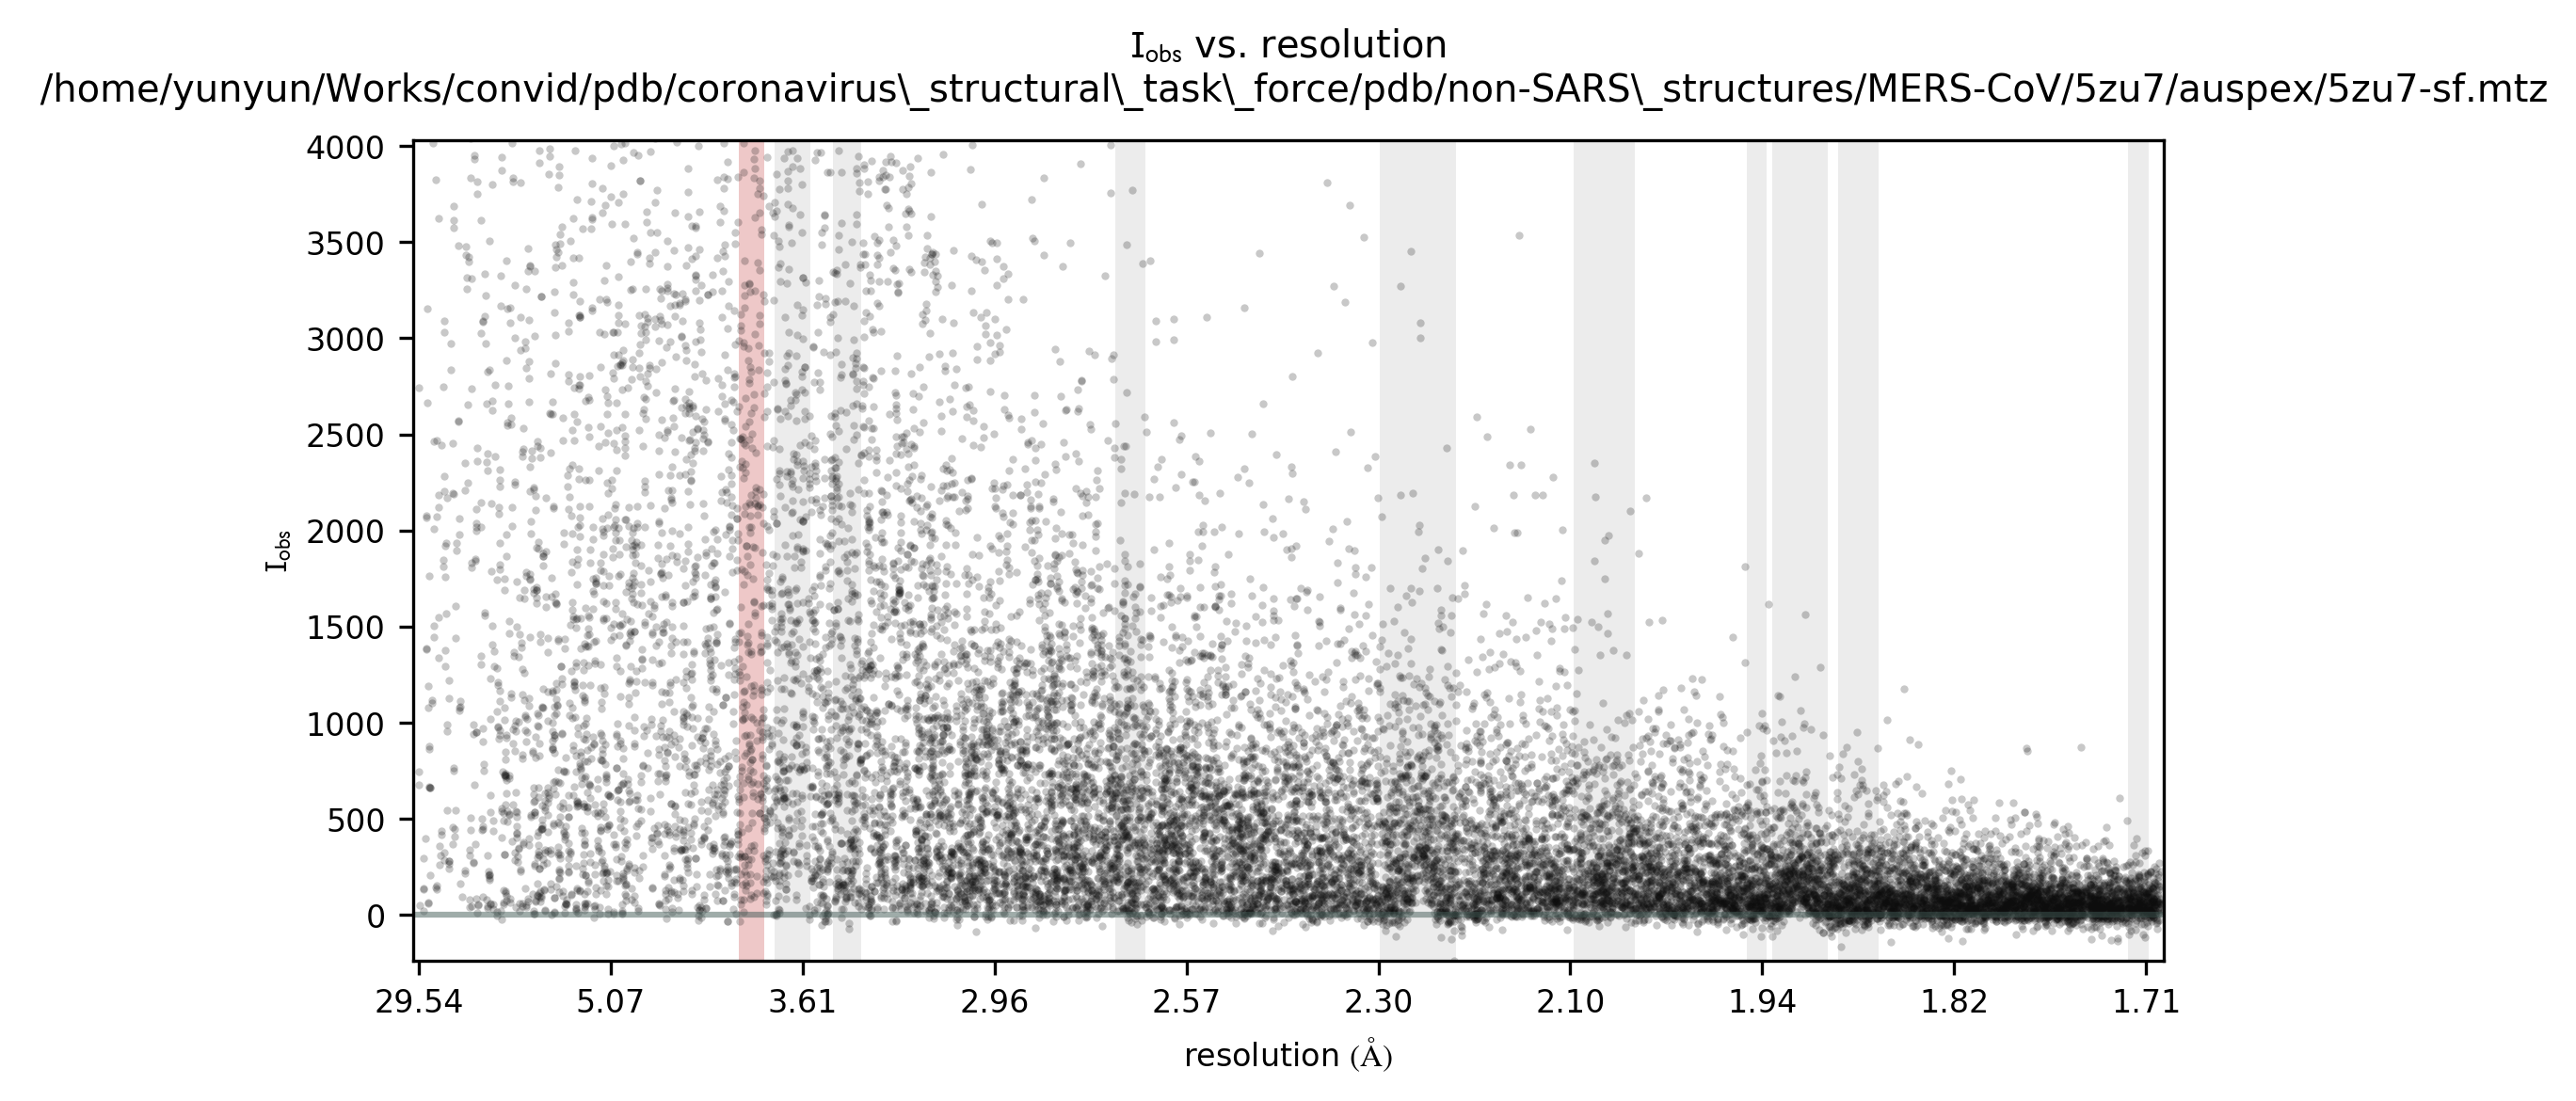 I_obs vs. resolution
/home/yunyun/Works/convid/pdb/coronavirus\_structural\_task\_force/pdb/non-SARS\_structures/MERS-CoV/5zu7/auspex/5zu7-sf.mtz
4000
3500
3000
2500
2000
1500
1000
500
0
I_obs
29.54 5.07 3.61 2.96 2.57 2.30 2.10 1.94 1.82 1.71
resolution (Å)